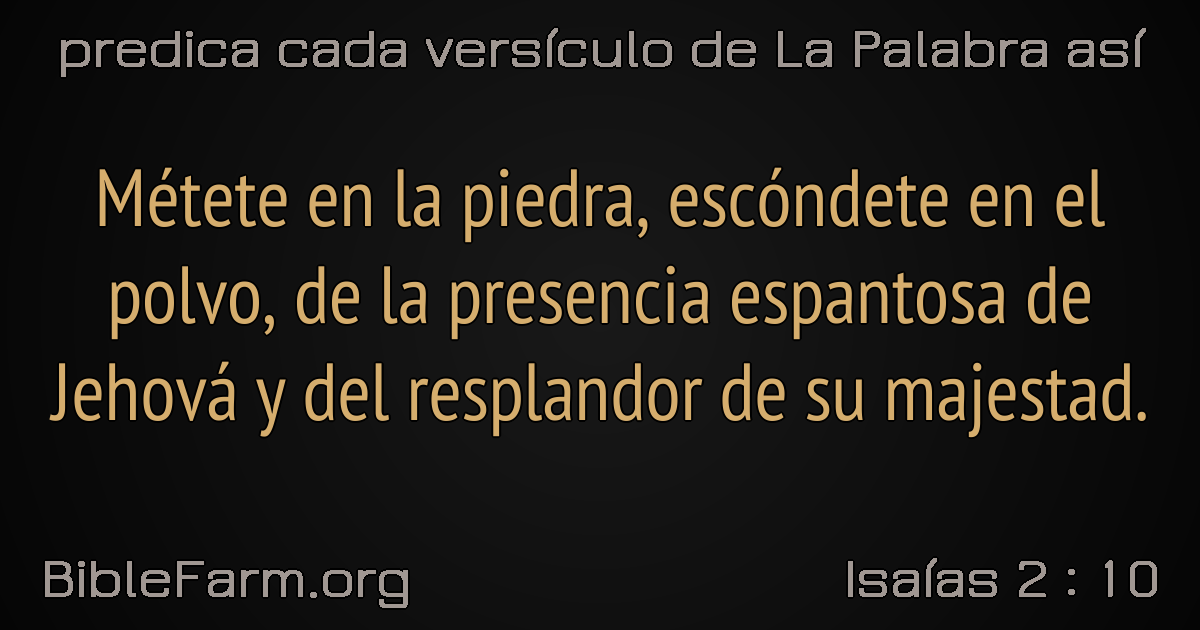 predica cada versículo de La Palabra así
Métete en la piedra, escóndete en el
polvo, de la presencia espantosa de
Jehová y del resplandor de su majestad.
BibleFarm.org
Isaías 2 : 10